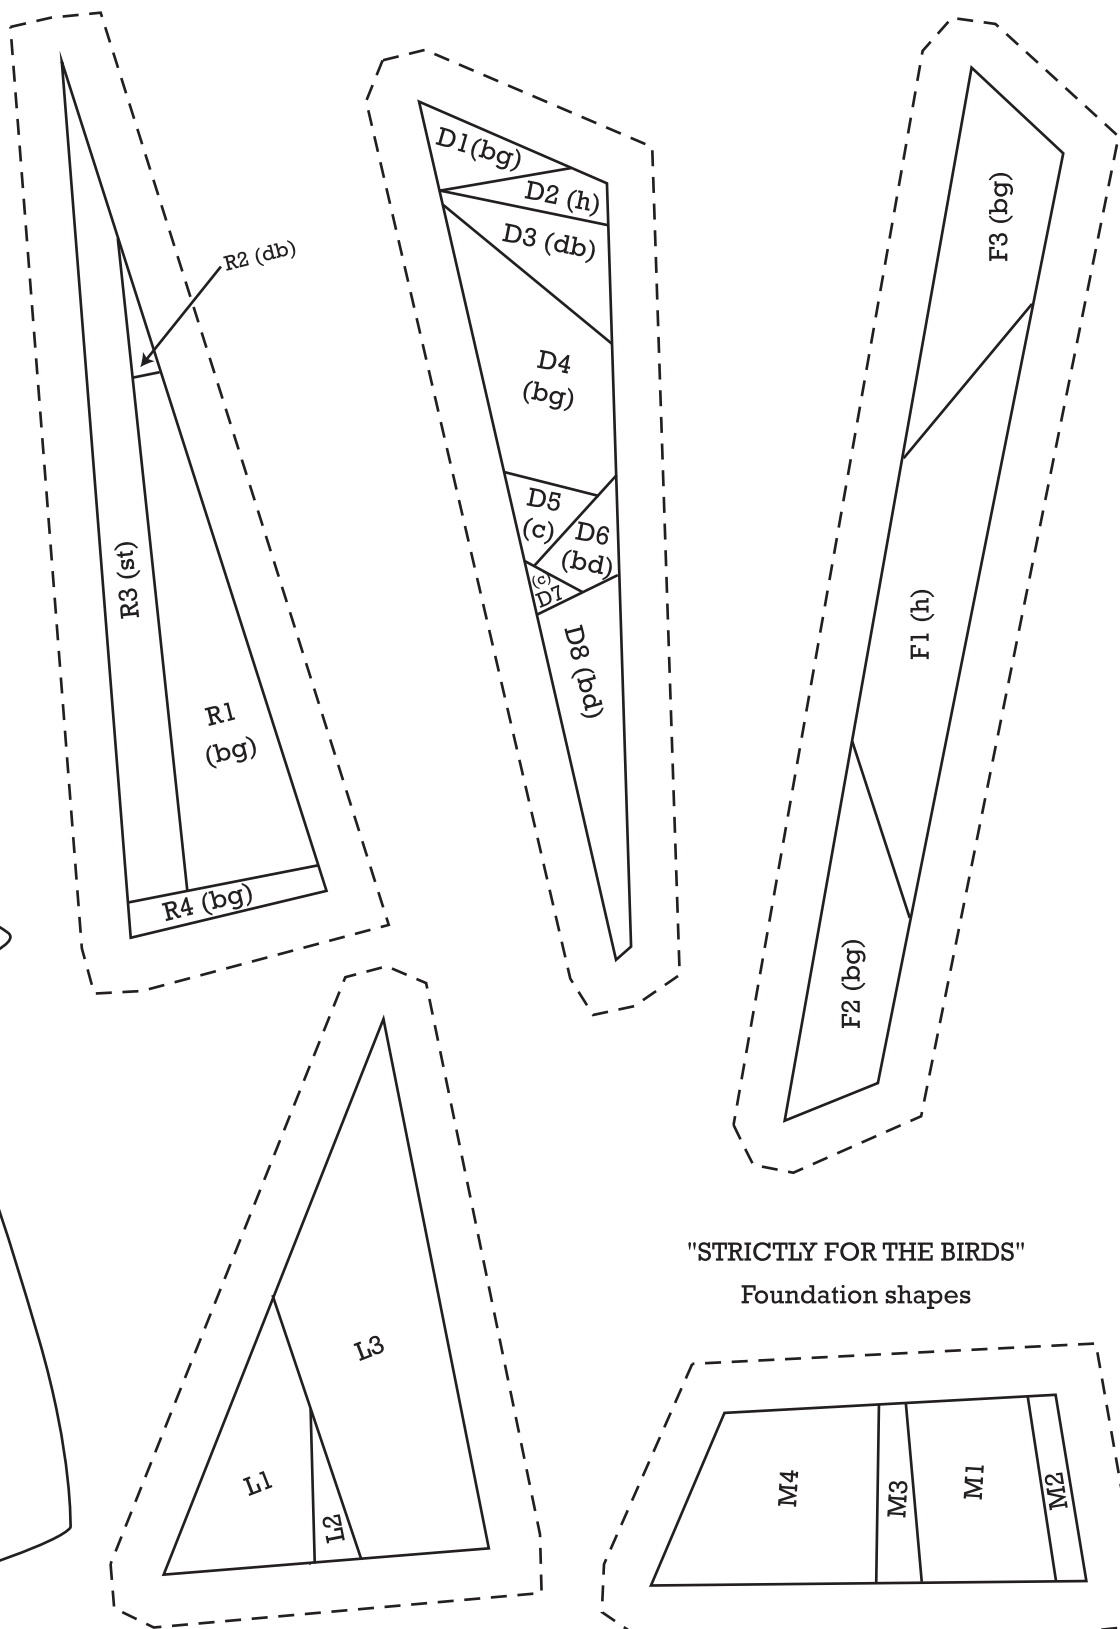 R2 (db)
R3 (st)
R1
(bg)
R4 (bg)
D1(bg)
D2 (h)
D3 (db)
D4
(bg)
D5
(c)
D6
(bd)
(c)
D7
D8 (bd)
F3 (bg)
F1 (h)
F2 (bg)
L3
L1
L2
"STRICTLY FOR THE BIRDS"
Foundation shapes
M4
M3
M1
M2